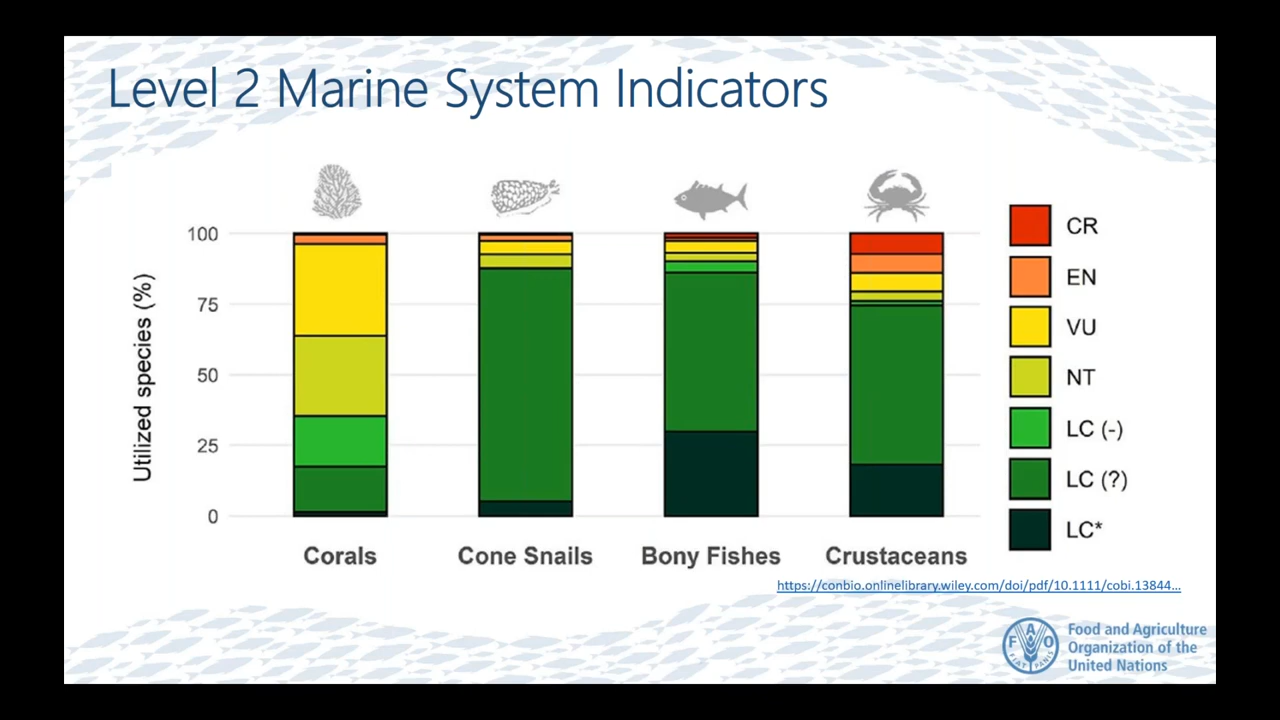 Level 2 Marine System Indicators
Utilized species (%)
100
75
50
25
0
Corals
Cone Snails
Bony Fishes
Crustaceans
CR
EN
VU
NT
LC (-)
LC (?)
LC*
https://conbio.onlinelibrary.wiley.com/doi/pdf/10.1111/cobi.13844...
F A O
FIAT PANIS
Food and Agriculture
Organization of the
United Nations